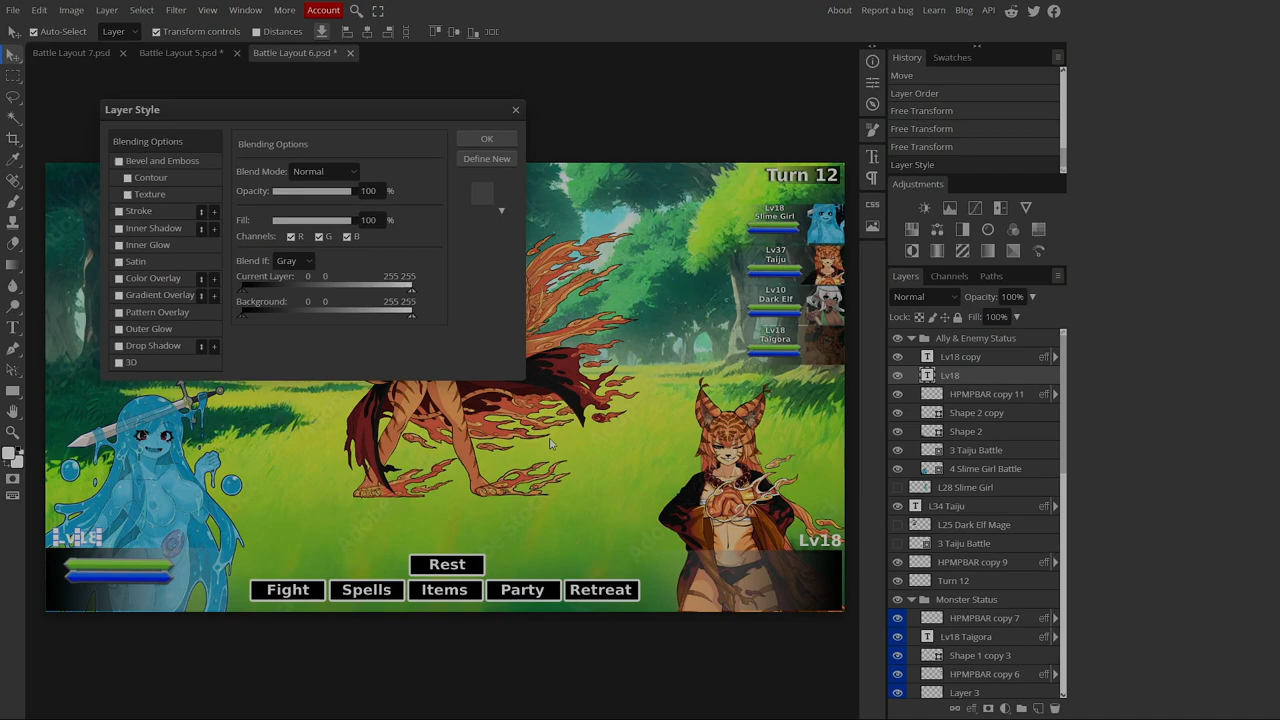 File Edit Image Layer Select Filter View Window More Account About Report a bug Learn Blog API
Auto-Select Layer Transform controls Distances
Battle Layout 7.psd Battle Layout 5.psd * Battle Layout 6.psd *
Layer Style
Blending Options
Bevel and Emboss
Contour
Texture
Stroke
Inner Shadow
Inner Glow
Satin
Color Overlay
Gradient Overlay
Pattern Overlay
Outer Glow
Drop Shadow
3D
Blending Options
Blend Mode: Normal
Opacity: 100 %
Fill: 100 %
Channels: R G B
Blend If: Gray
Current Layer: 0 0 255 255
Background: 0 0 255 255
OK
Define New
Turn 12
Lv18
Slime Girl
Lv37
Taiju
Lv10
Dark Elf
Lv18
Taigora
Lv18
Lv18
Rest
Fight Spells Items Party Retreat
History Swatches
Move
Layer Order
Free Transform
Free Transform
Free Transform
Layer Style
Adjustments
CSS
Layers Channels Paths
Normal Opacity: 100%
Lock: Fill: 100%
Ally & Enemy Status
Lv18 copy eff
Lv18
HPMPBAR copy 11 eff
Shape 2 copy
Shape 2
3 Taiju Battle
4 Slime Girl Battle
L28 Slime Girl
L34 Taiju eff
L25 Dark Elf Mage
3 Taiju Battle
HPMPBAR copy 9 eff
Turn 12
Monster Status
HPMPBAR copy 7 eff
Lv18 Taigora eff
Shape 1 copy 3
HPMPBAR copy 6 eff
Layer 3
eff